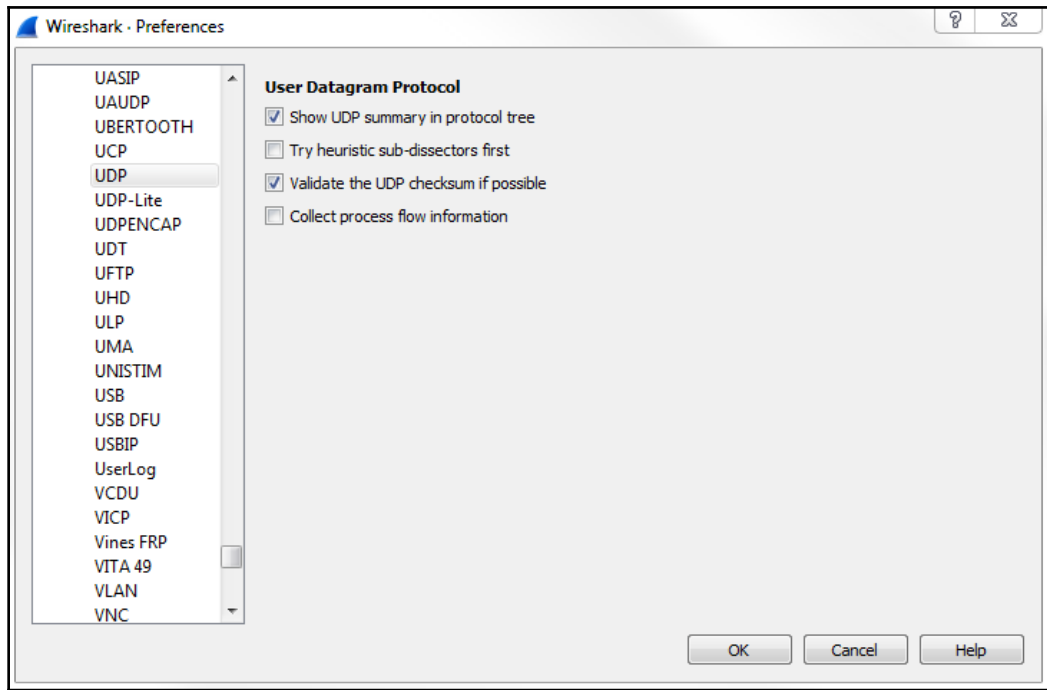 Wireshark · Preferences
UASIP
UAUDP
UBERTOOTH
UCP
UDP
UDP-Lite
UDPENCAP
UDT
UFTP
UHD
ULP
UMA
UNISTIM
USB
USB DFU
USBIP
UserLog
VCDU
VICP
Vines FRP
VITA 49
VLAN
VNC
User Datagram Protocol
Show UDP summary in protocol tree
Try heuristic sub-dissectors first
Validate the UDP checksum if possible
Collect process flow information
OK Cancel Help